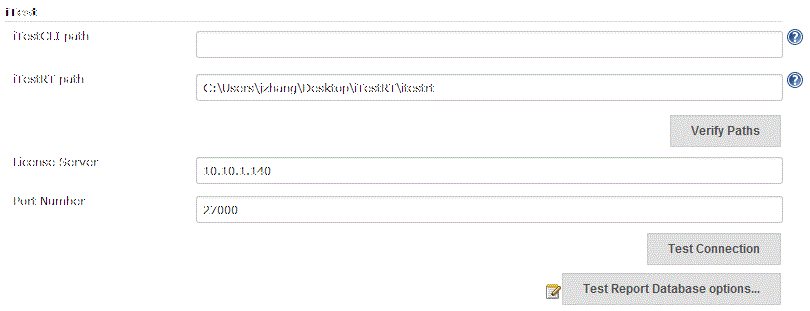 iTest
iTestCLI path
iTestRT path
C:\Users\jzhang\Desktop\iTestRT\itestrt
Verify Paths
License Server
10.10.1.140
Port Number
27000
Test Connection
Test Report Database options...